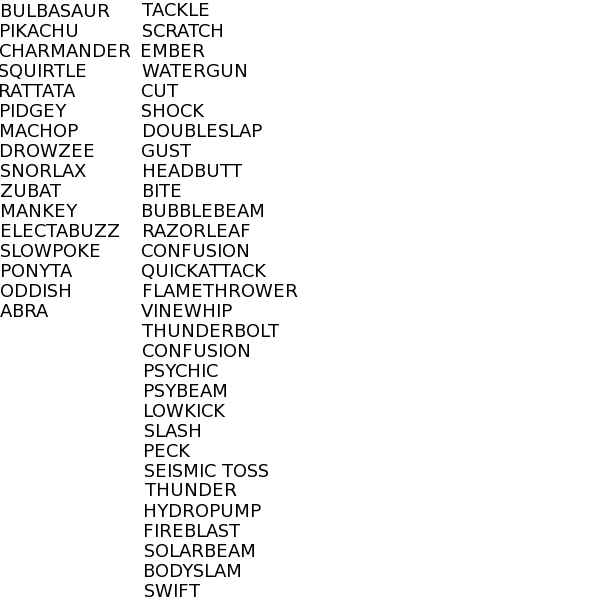 BULBASAUR TACKLE
PIKACHU SCRATCH
CHARMANDER EMBER
SQUIRTLE WATERGUN
RATTATA CUT
PIDGEY SHOCK
MACHOP DOUBLESLAP
DROWZEE GUST
SNORLAX HEADBUTT
ZUBAT BITE
MANKEY BUBBLEBEAM
ELECTABUZZ RAZORLEAF
SLOWPOKE CONFUSION
PONYTA QUICKATTACK
ODDISH FLAMETHROWER
ABRA VINEWHIP
THUNDERBOLT
CONFUSION
PSYCHIC
PSYBEAM
LOWKICK
SLASH
PECK
SEISMIC TOSS
THUNDER
HYDROPUMP
FIREBLAST
SOLARBEAM
BODYSLAM
SWIFT